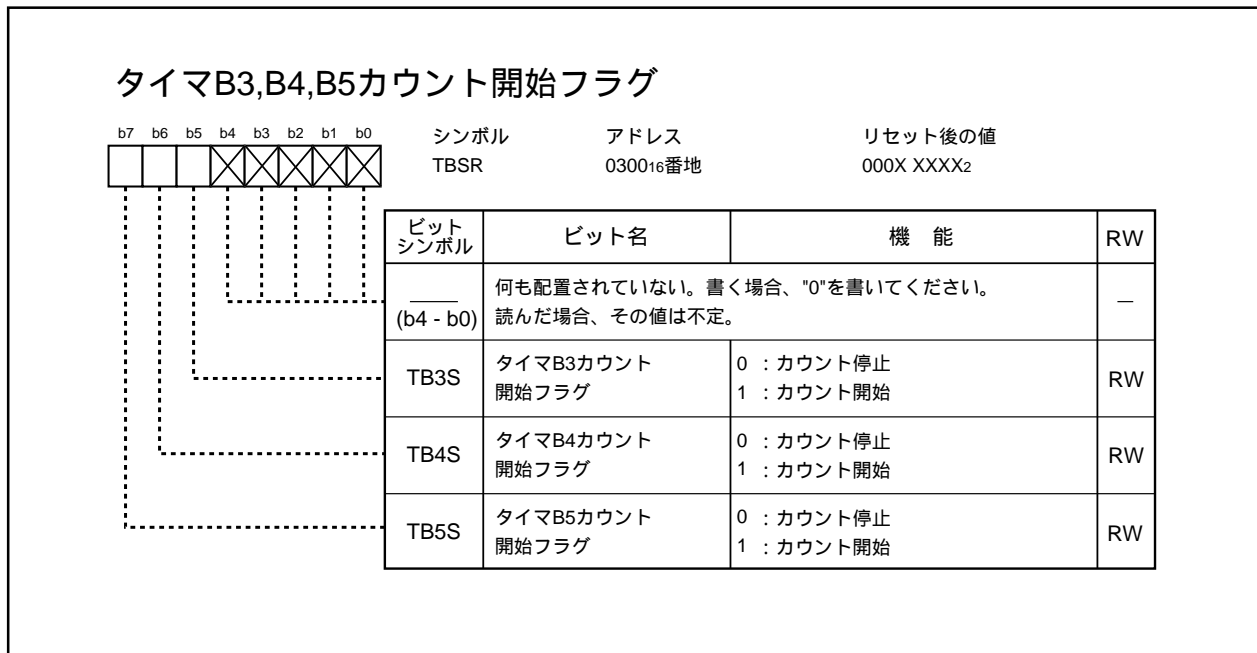 タイマB3,B4,B5カウント開始フラグ
b7 b6 b5 b4 b3 b2 b1 b0
シンボル アドレス リセット後の値
TBSR 030016番地 000X XXXX2
ビットシンボル ビット名 機 能 RW
(b4 - b0) 何も配置されていない。書く場合、"0"を書いてください。 —
読んだ場合、その値は不定。
TB3S タイマB3カウント 0 :カウント停止 RW
開始フラグ 1 :カウント開始
TB4S タイマB4カウント 0 :カウント停止 RW
開始フラグ 1 :カウント開始
TB5S タイマB5カウント 0 :カウント停止 RW
開始フラグ 1 :カウント開始